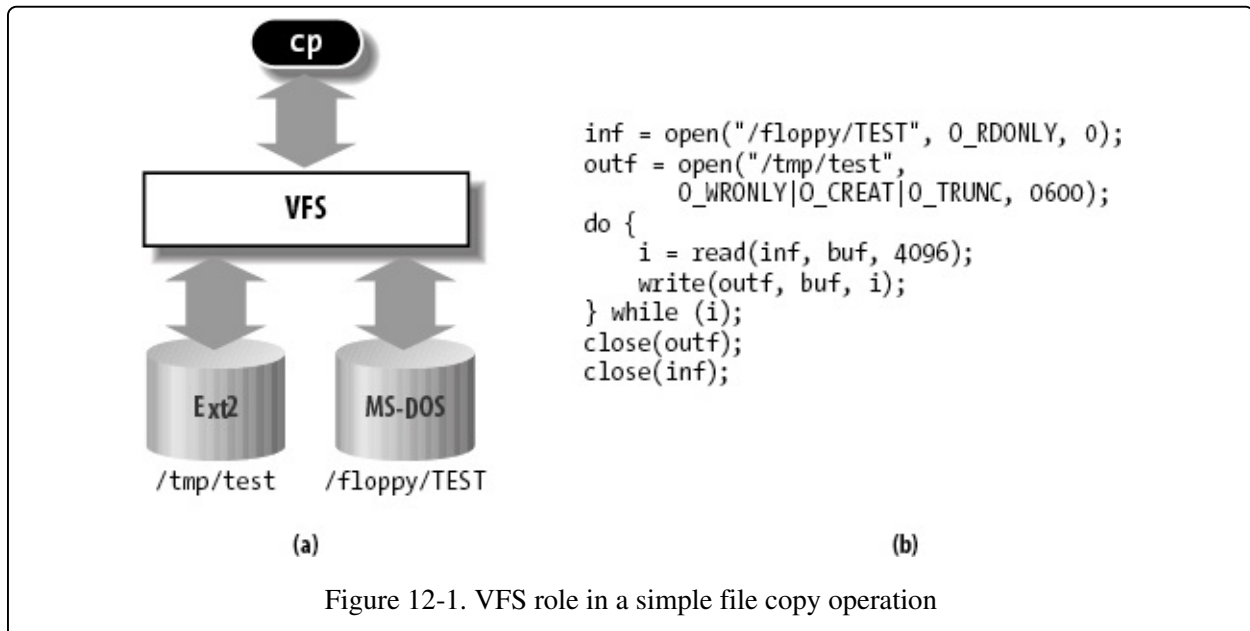 cp
VFS
Ext2
MS-DOS
/tmp/test
/floppy/TEST
(a)
inf = open("/floppy/TEST", O_RDONLY, 0);
outf = open("/tmp/test",
       O_WRONLY|O_CREAT|O_TRUNC, 0600);
do {
    i = read(inf, buf, 4096);
    write(outf, buf, i);
} while (i);
close(outf);
close(inf);
(b)
Figure 12-1. VFS role in a simple file copy operation